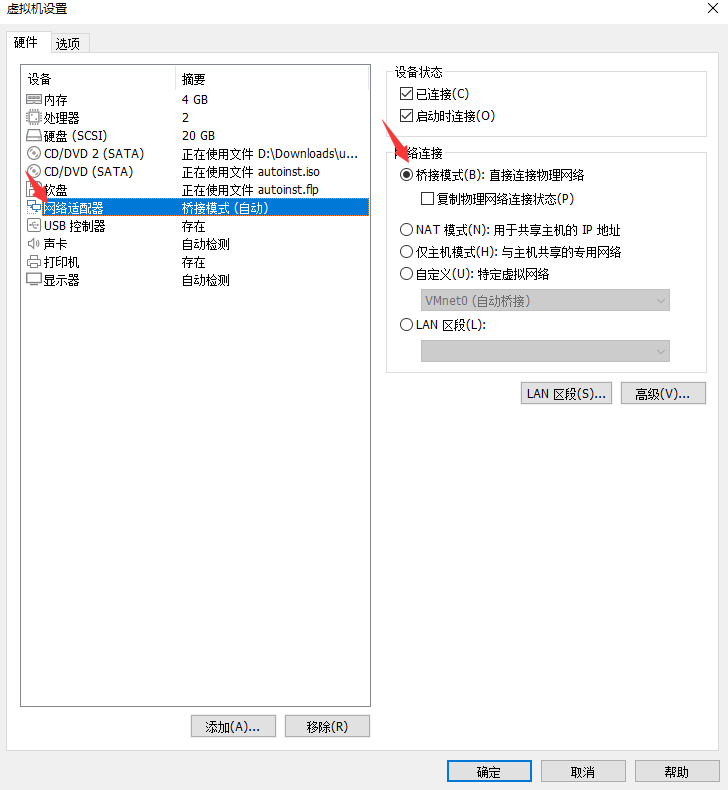 虚拟机设置
硬件 选项
设备 摘要
内存 4 GB
处理器 2
硬盘 (SCSI) 20 GB
CD/DVD 2 (SATA) 正在使用文件 D:\Downloads\u...
CD/DVD (SATA) 正在使用文件 autoinst.iso
软盘 正在使用文件 autoinst.flp
网络适配器 桥接模式 (自动)
USB 控制器 存在
声卡 自动检测
打印机 存在
显示器 自动检测
添加(A)... 移除(R)
设备状态
已连接(C)
启动时连接(O)
网络连接
桥接模式(B): 直接连接物理网络
复制物理网络连接状态(P)
NAT 模式(N): 用于共享主机的 IP 地址
仅主机模式(H): 与主机共享的专用网络
自定义(U): 特定虚拟网络
VMnet0 (自动桥接)
LAN 区段(L):
LAN 区段(S)... 高级(V)...
确定 取消 帮助